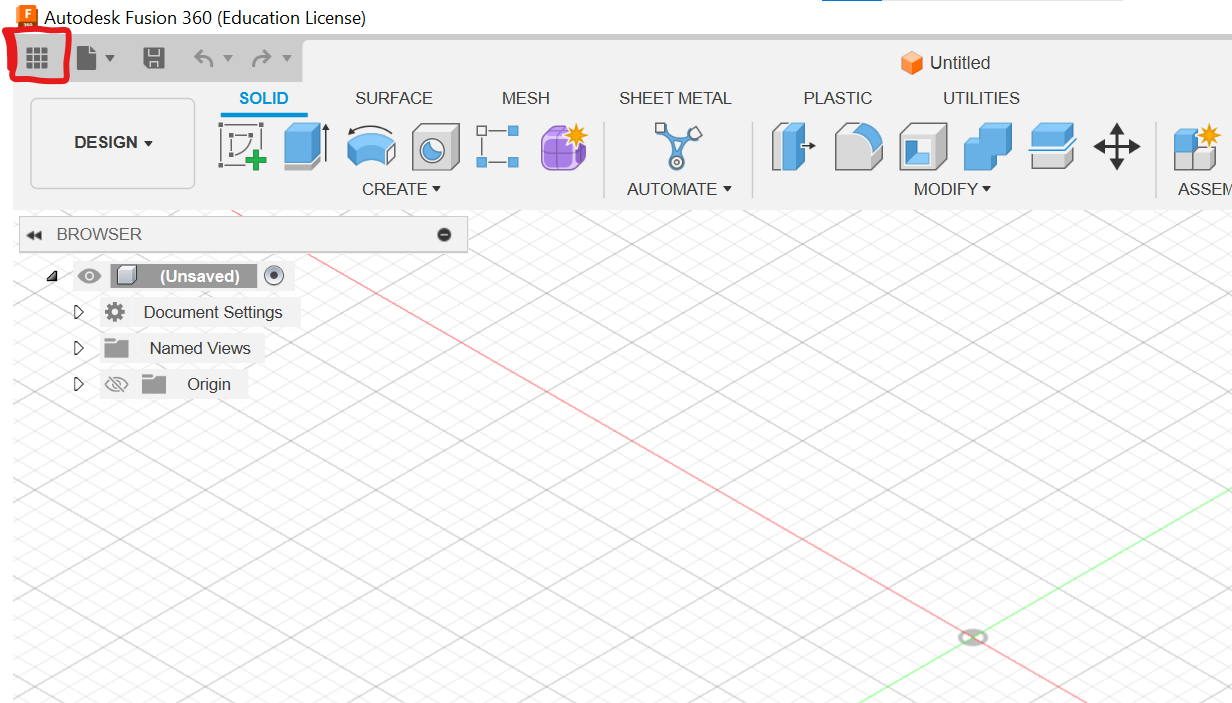 Autodesk Fusion 360 (Education License)
Untitled
SOLID SURFACE MESH SHEET METAL PLASTIC UTILITIES
DESIGN
CREATE AUTOMATE MODIFY ASSEM
BROWSER
(Unsaved)
Document Settings
Named Views
Origin